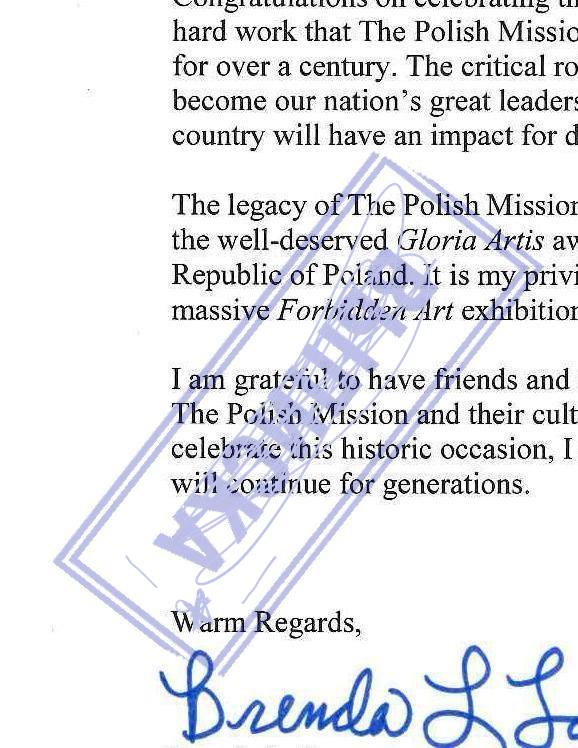 Congratulations on celebrating th
hard work that The Polish Missio
for over a century. The critical ro
become our nation's great leaders
country will have an impact for d
The legacy of The Polish Mission
the well-deserved Gloria Artis aw
Republic of Poland. It is my privi
massive Forbidden Art exhibition
I am grateful to have friends and
The Polish Mission and their cult
celebrate this historic occasion, I
will continue for generations.
Warm Regards,
Brenda L